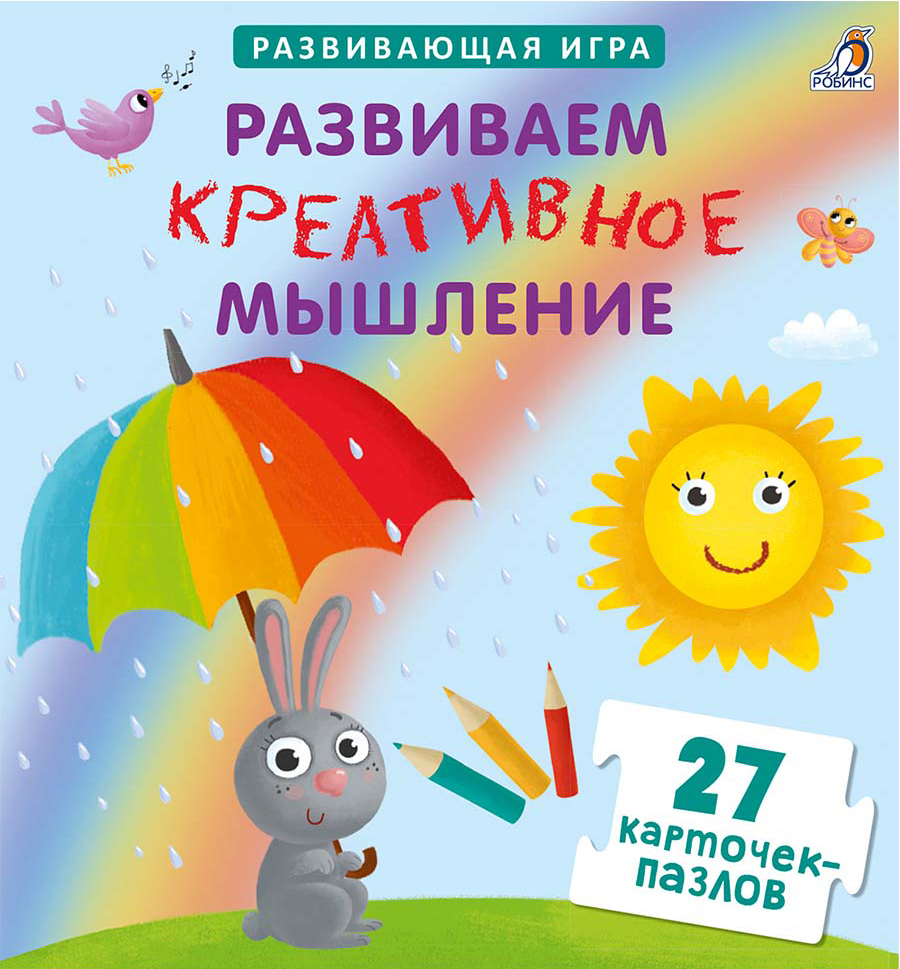 РАЗВИВАЮЩАЯ ИГРА
РОБИНС
РАЗВИВАЕМ
КРЕАТИВНОЕ
МЫШЛЕНИЕ
27
карточек-
пазлов